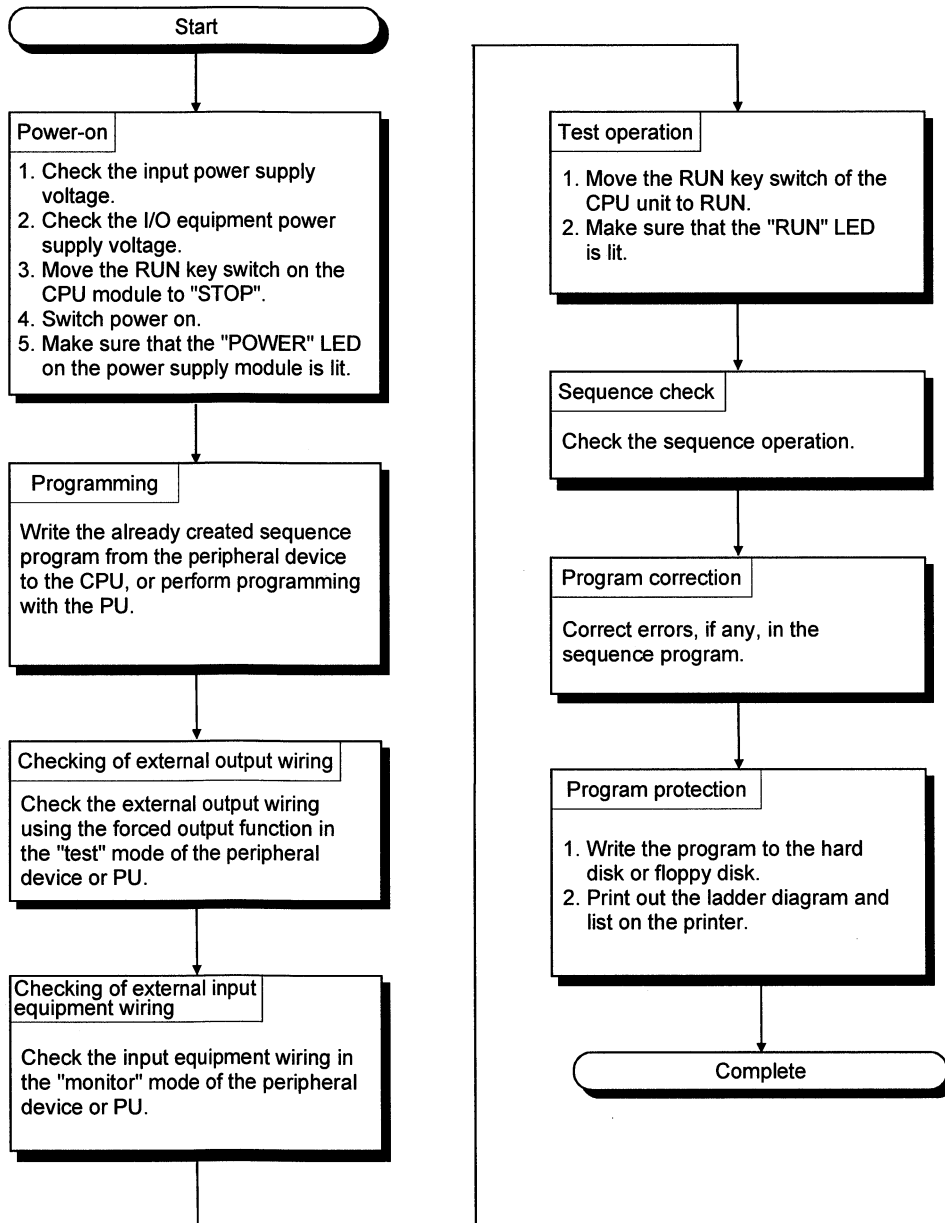 Start
Power-on
1. Check the input power supply
voltage.
2. Check the I/O equipment power
supply voltage.
3. Move the RUN key switch on the
CPU module to "STOP".
4. Switch power on.
5. Make sure that the "POWER" LED
on the power supply module is lit.
Programming
Write the already created sequence
program from the peripheral device
to the CPU, or perform programming
with the PU.
Checking of external output wiring
Check the external output wiring
using the forced output function in
the "test" mode of the peripheral
device or PU.
Checking of external input
equipment wiring
Check the input equipment wiring in
the "monitor" mode of the peripheral
device or PU.
Test operation
1. Move the RUN key switch of the
CPU unit to RUN.
2. Make sure that the "RUN" LED
is lit.
Sequence check
Check the sequence operation.
Program correction
Correct errors, if any, in the
sequence program.
Program protection
1. Write the program to the hard
disk or floppy disk.
2. Print out the ladder diagram and
list on the printer.
Complete